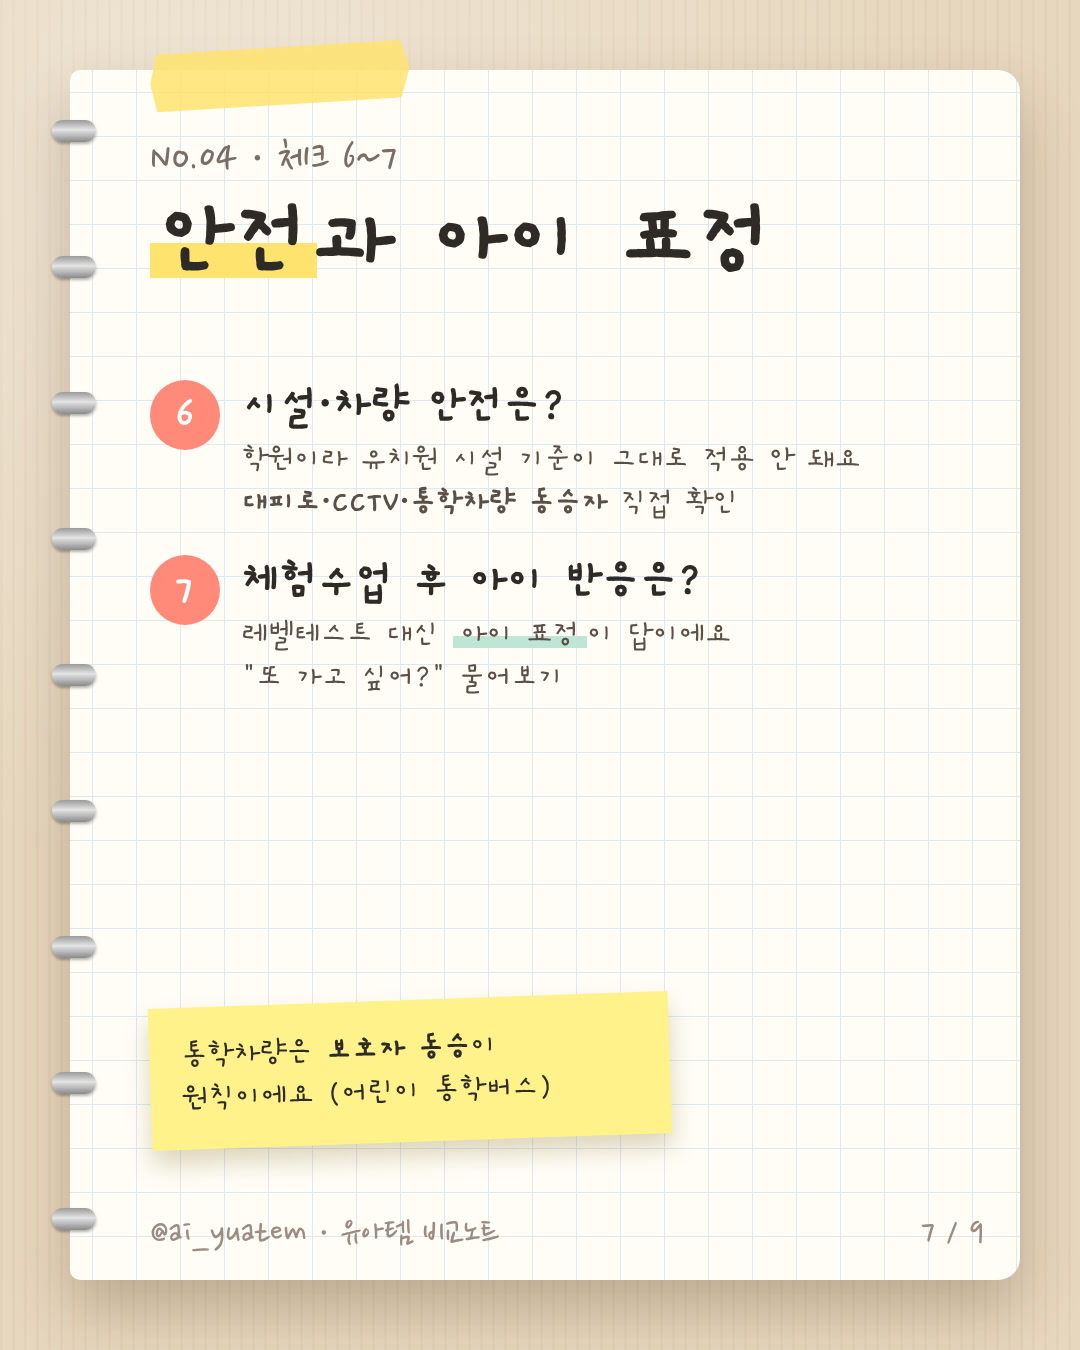 NO.04 · 체크 6~7
안전과 아이 표정
6
시설·차량 안전은?
학원이라 유치원 시설 기준이 그대로 적용 안 돼요
대피로·CCTV·통학차량 동승자 직접 확인
7
체험수업 후 아이 반응은?
레벨테스트 대신 아이 표정이 답이에요
"또 가고 싶어?" 물어보기
통학차량은 보호자 동승이
원칙이에요 (어린이 통학버스)
@ai_yuatem · 유아템 비교노트
7 / 9